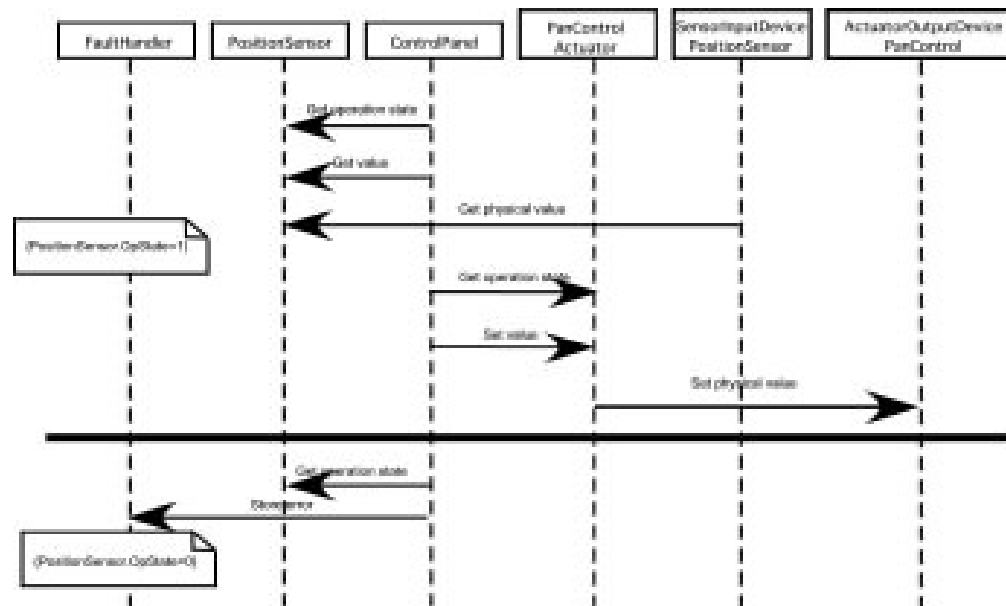 FaultHandler
PositionSensor
ControlPanel
PanControl
Actuator
SensorInputDevice
PositionSensor
ActuatorOutputDevice
PanControl
Get operation state
Get value
Get physical value
{PositionSensor.OpState=1}
Get operation state
Set value
Set physical value
Get operation state
Store error
{PositionSensor.OpState=0}